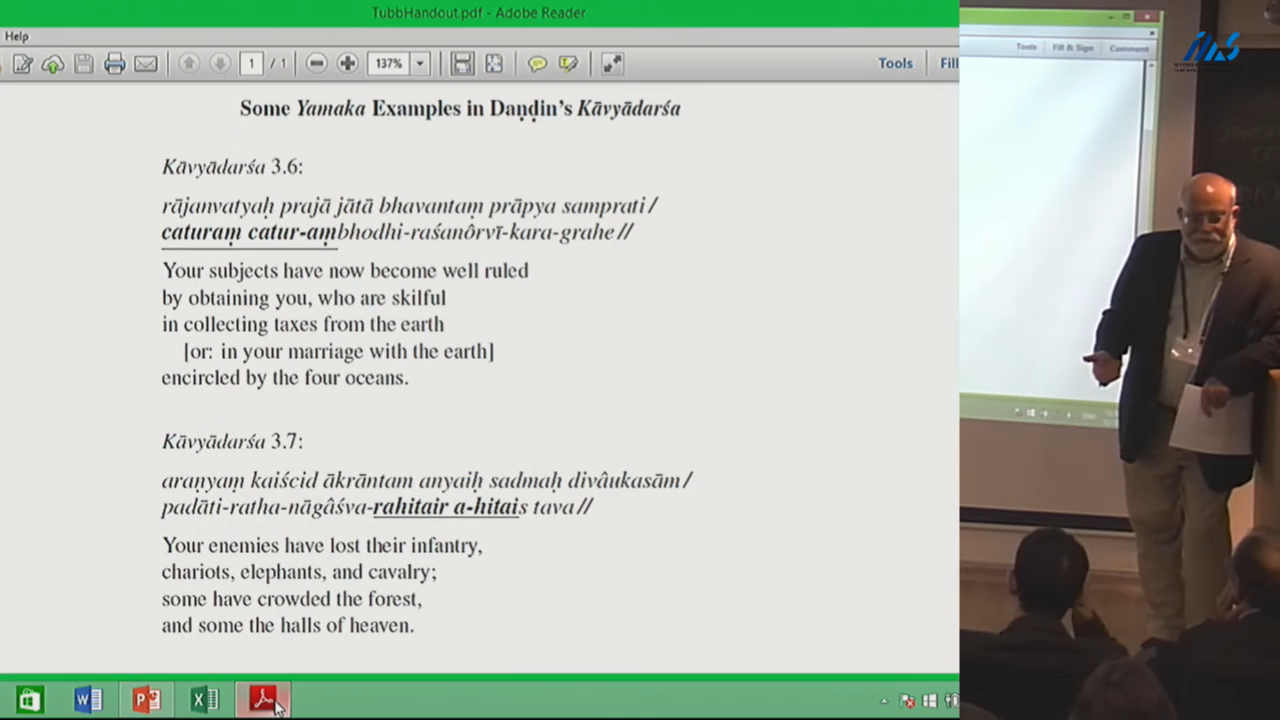 TubbHandout.pdf - Adobe Reader
Help
1 / 1
137%
Tools
Fill
Some Yamaka Examples in Daṇḍin's Kāvyādarśa
Kāvyādarśa 3.6:
rājanvatyaḥ prajā jātā bhavantaṃ prāpya samprati /
caturaṃ catur-aṃbhodhi-raśanôrvī-kara-grahe //
Your subjects have now become well ruled
by obtaining you, who are skilful
in collecting taxes from the earth
[or: in your marriage with the earth]
encircled by the four oceans.
Kāvyādarśa 3.7:
araṇyaṃ kaiścid ākrāntam anyaiḥ sadmaḥ divâukasām /
padāti-ratha-nāgâśva-rahitair a-hitais tava //
Your enemies have lost their infantry,
chariots, elephants, and cavalry;
some have crowded the forest,
and some the halls of heaven.
Tools Fill & Sign Comment